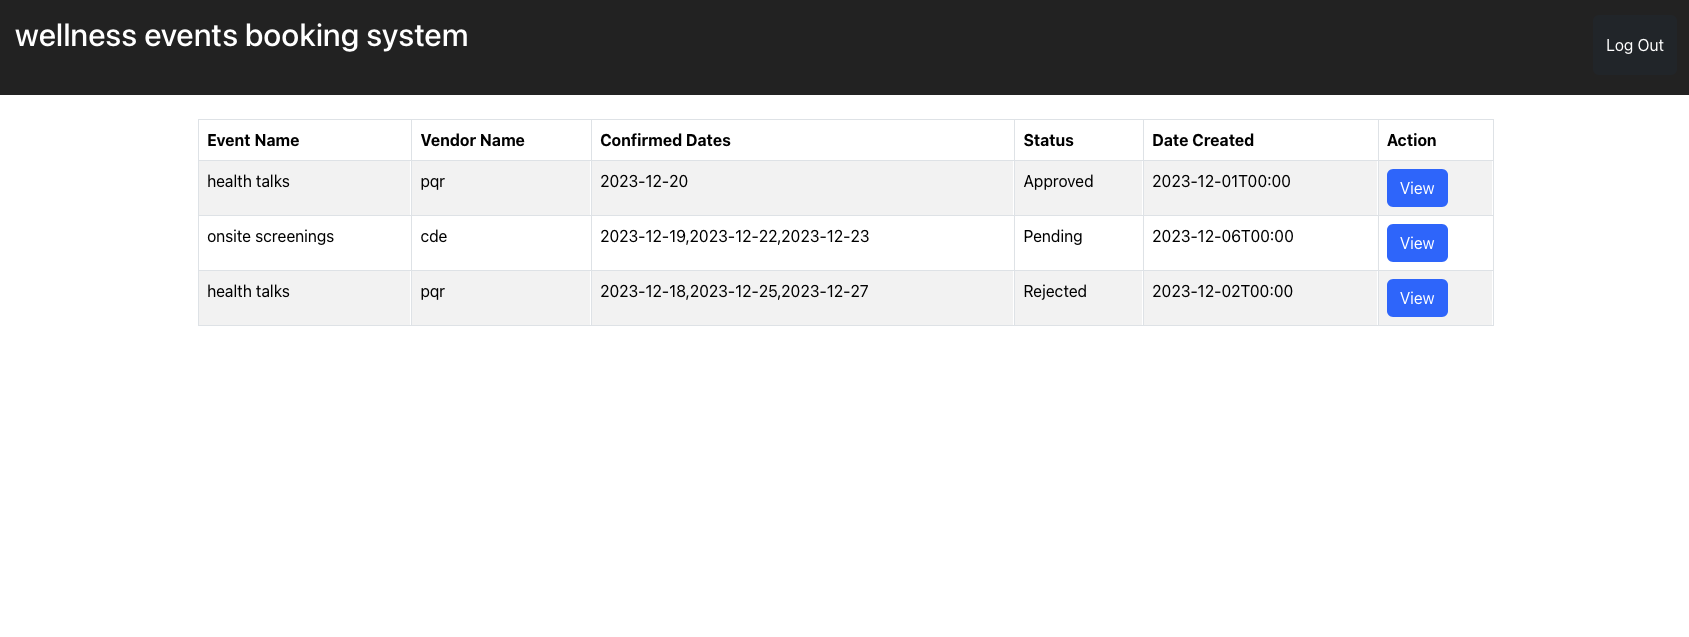 wellness events booking system
Log Out
Event Name Vendor Name Confirmed Dates Status Date Created Action
health talks pqr 2023-12-20 Approved 2023-12-01T00:00 View
onsite screenings cde 2023-12-19,2023-12-22,2023-12-23 Pending 2023-12-06T00:00 View
health talks pqr 2023-12-18,2023-12-25,2023-12-27 Rejected 2023-12-02T00:00 View